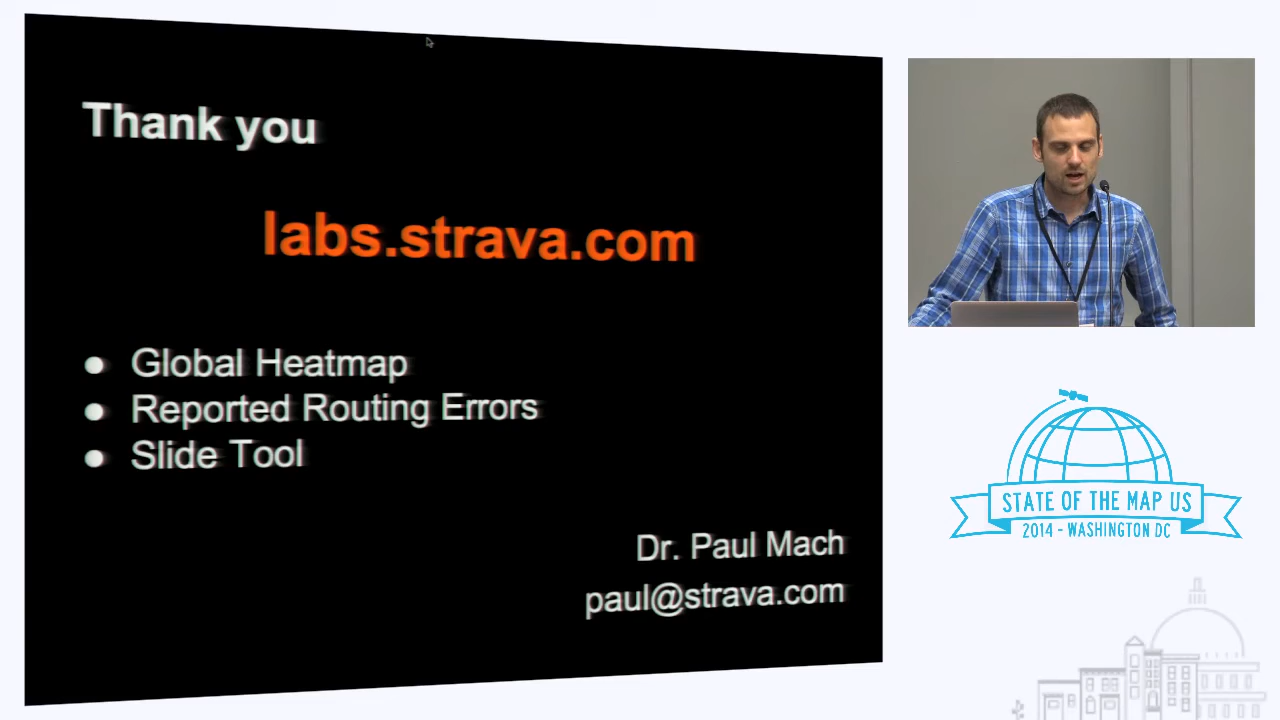 Thank you
labs.strava.com
● Global Heatmap
● Reported Routing Errors
● Slide Tool
Dr. Paul Mach
paul@strava.com
STATE OF THE MAP US
2014 - WASHINGTON DC